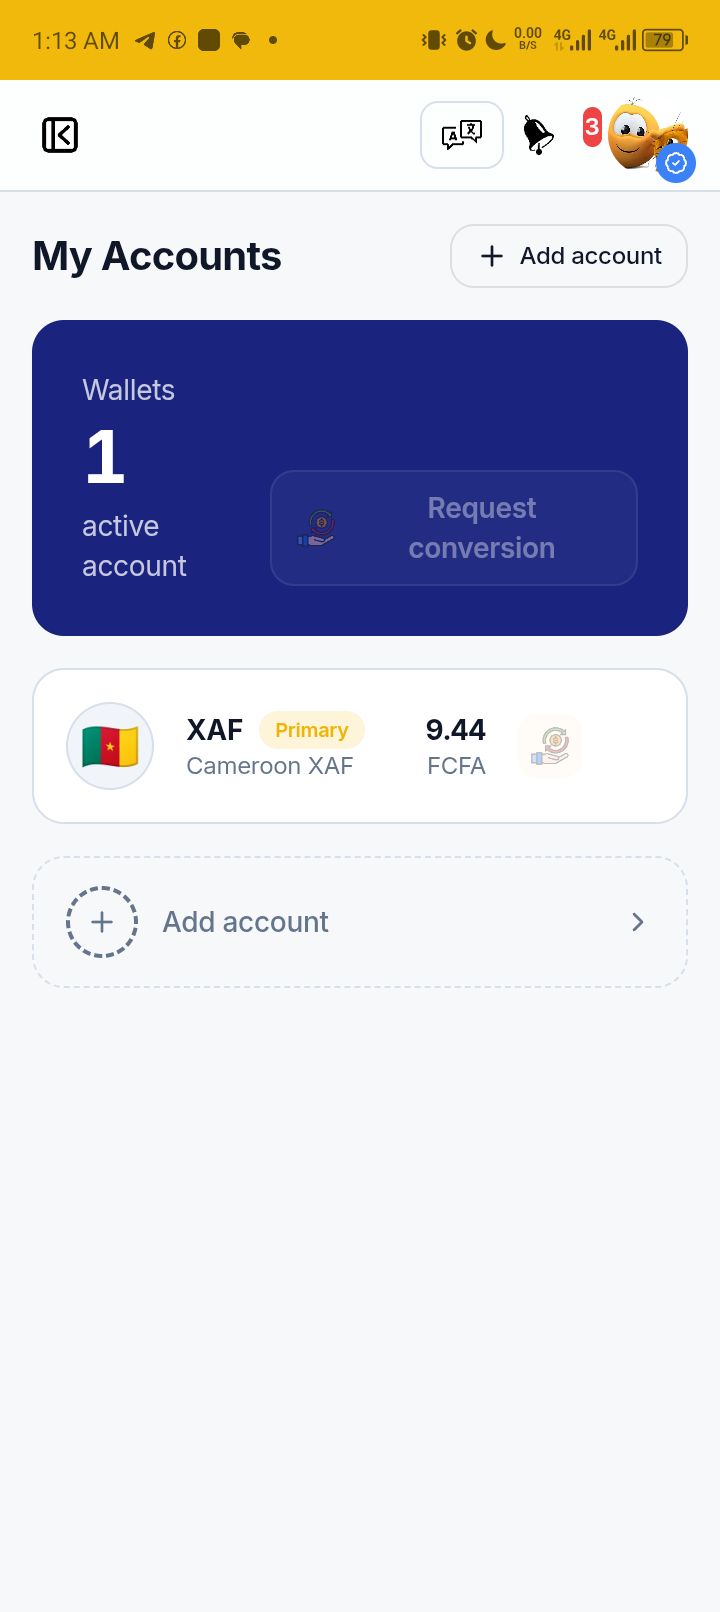 1:13 AM
0.00
B/S
4G
4G
79
A 文
3
My Accounts
Add account
Wallets
1
active
account
Request
conversion
XAF Primary 9.44
Cameroon XAF FCFA
Add account